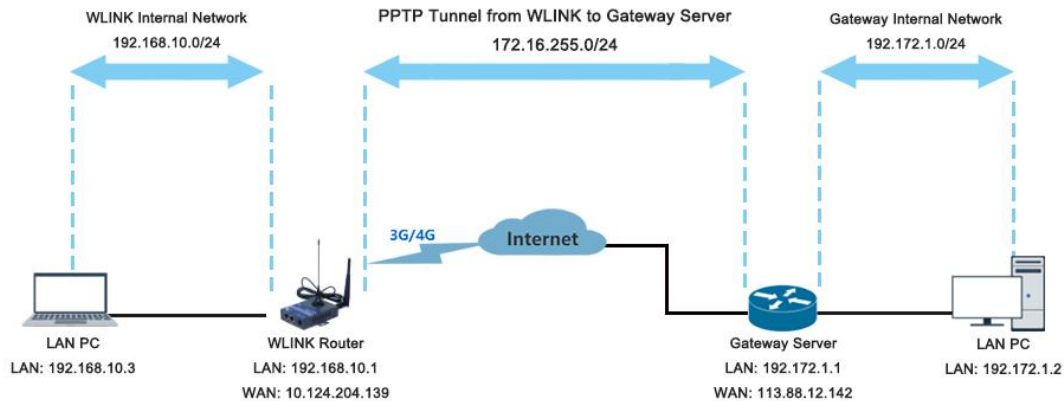 WLINK Internal Network
192.168.10.0/24
PPTP Tunnel from WLINK to Gateway Server
172.16.255.0/24
Gateway Internal Network
192.172.1.0/24
3G/4G
Internet
LAN PC
LAN: 192.168.10.3
WLINK Router
LAN: 192.168.10.1
WAN: 10.124.204.139
Gateway Server
LAN: 192.172.1.1
WAN: 113.88.12.142
LAN PC
LAN: 192.172.1.2